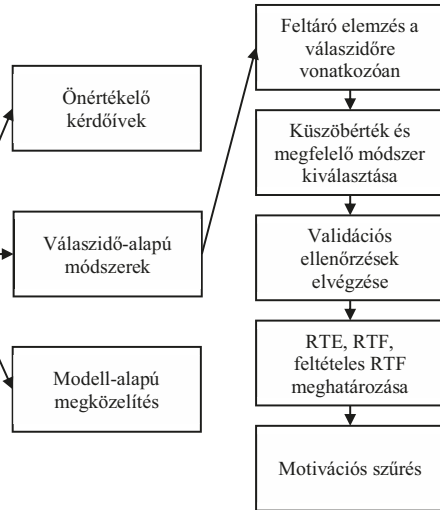 Önértékelő
kérdőívek
Válaszidő-alapú
módszerek
Modell-alapú
megközelítés
Feltáró elemzés a
válaszidőre
vonatkozóan
Küszöbérték és
megfelelő módszer
kiválasztása
Validációs
ellenőrzések
elvégzése
RTE, RTF,
feltételes RTF
meghatározása
Motivációs szűrés